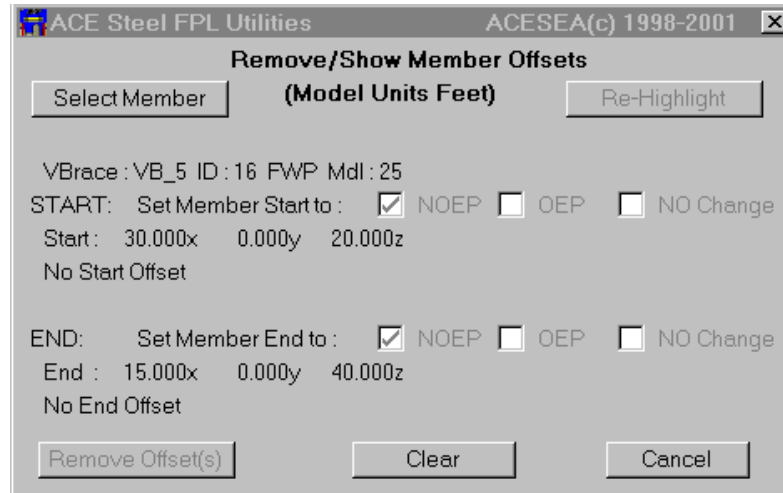 ACE Steel FPL Utilities ACESEA(c) 1998-2001
Remove/Show Member Offsets
Select Member (Model Units Feet) Re-Highlight
VBrace : VB_5 ID : 16 FWP Mdl : 25
START: Set Member Start to : NOEP OEP NO Change
Start : 30.000x 0.000y 20.000z
No Start Offset
END: Set Member End to : NOEP OEP NO Change
End : 15.000x 0.000y 40.000z
No End Offset
Remove Offset(s) Clear Cancel